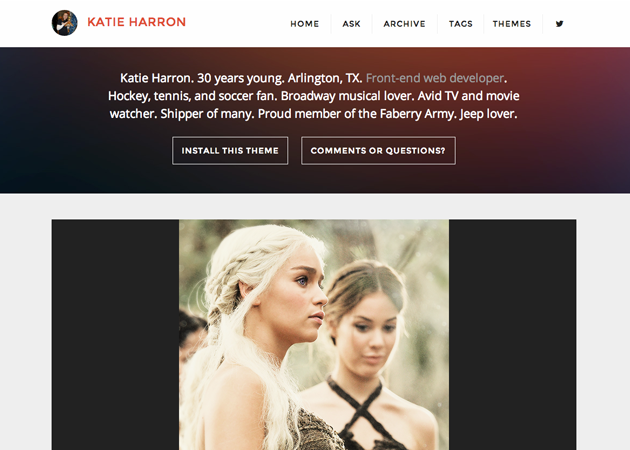 KATIE HARRON
HOME ASK ARCHIVE TAGS THEMES
Katie Harron. 30 years young. Arlington, TX. Front-end web developer.
Hockey, tennis, and soccer fan. Broadway musical lover. Avid TV and movie
watcher. Shipper of many. Proud member of the Faberry Army. Jeep lover.
INSTALL THIS THEME
COMMENTS OR QUESTIONS?